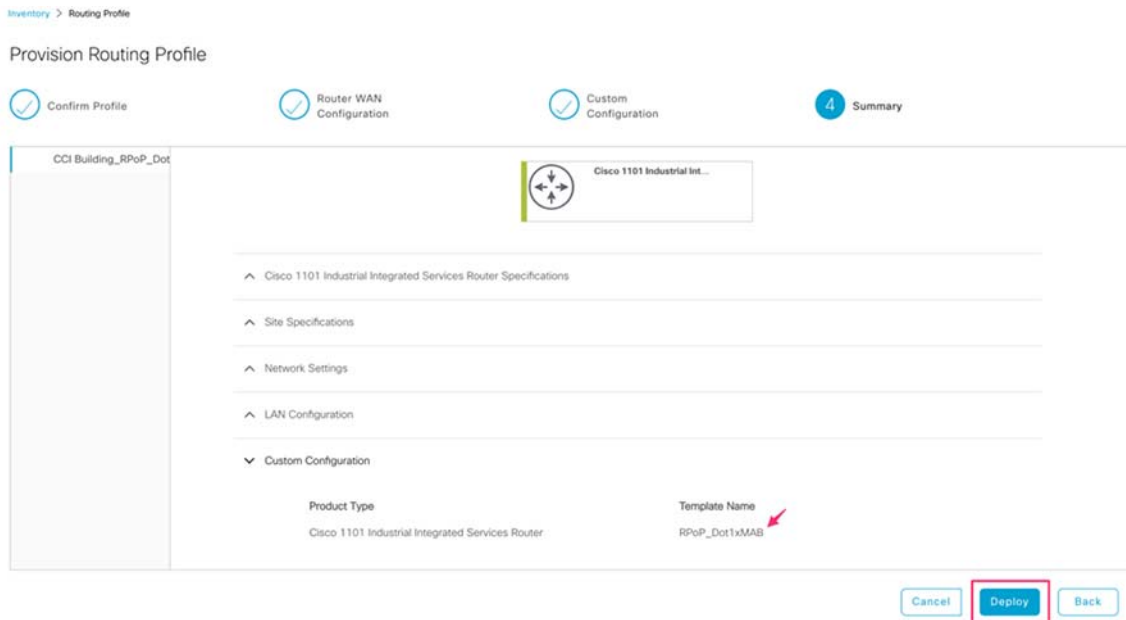 Inventory > Routing Profile
Provision Routing Profile
Confirm Profile
Router WAN
Configuration
Custom
Configuration
4 Summary
CCI Building_RPoP_Dot
Cisco 1101 Industrial Int...
Cisco 1101 Industrial Integrated Services Router Specifications
Site Specifications
Network Settings
LAN Configuration
Custom Configuration
Product Type Template Name
Cisco 1101 Industrial Integrated Services Router RPoP_Dot1xMAB
Cancel Deploy Back